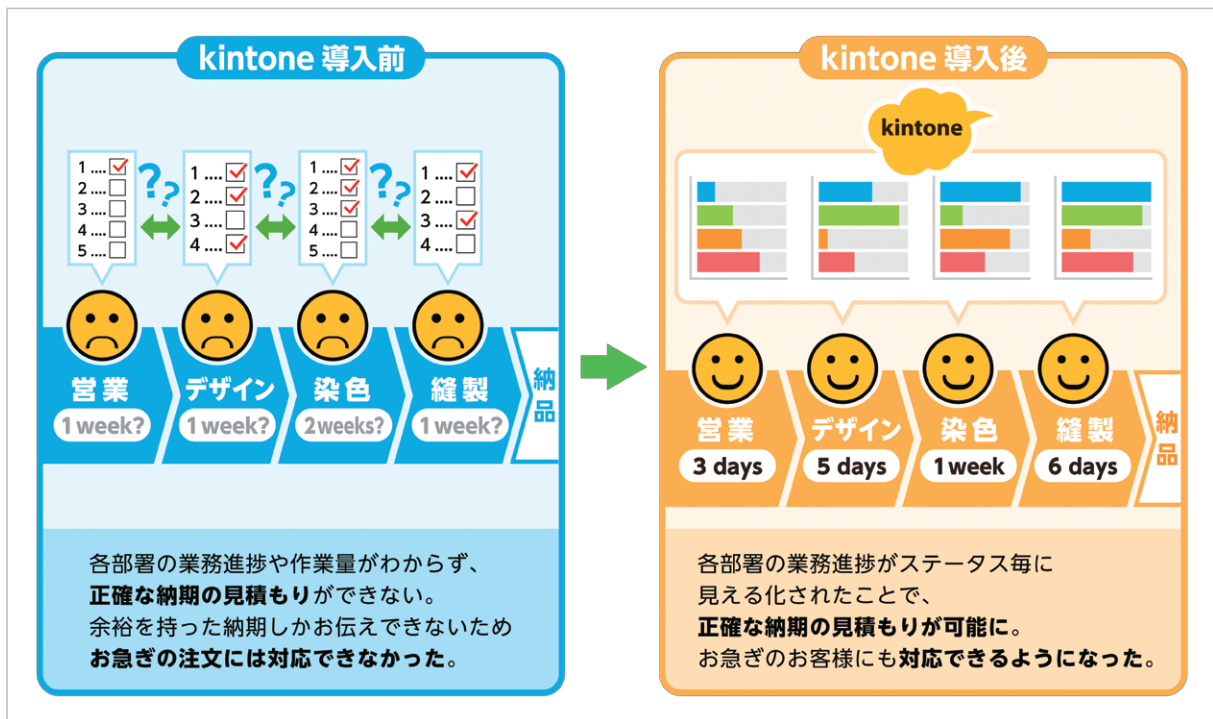 kintone 導入前
1 ....
2 ....
3 ....
4 ....
5 ....
??
1 ....
2 ....
3 ....
4 ....
??
1 ....
2 ....
3 ....
4 ....
5 ....
??
1 ....
2 ....
3 ....
4 ....
営業
1 week?
デザイン
1 week?
染色
2weeks?
縫製
1 week?
納品
各部署の業務進捗や作業量がわからず、
正確な納期の見積もりができない。
余裕を持った納期しかお伝えできないため
お急ぎの注文には対応できなかった。
kintone 導入後
kintone
営業
3 days
デザイン
5 days
染色
1 week
縫製
6 days
納品
各部署の業務進捗がステータス毎に
見える化されたことで、
正確な納期の見積もりが可能に。
お急ぎのお客様にも対応できるようになった。